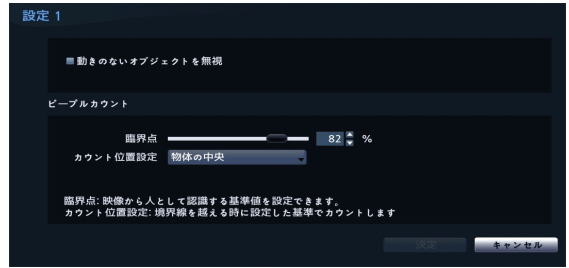 設定 1
動きのないオブジェクトを無視
ピープルカウント
臨界点 82 %
カウント位置設定 物体の中央
臨界点: 映像から人として認識する基準値を設定できます。
カウント位置設定: 境界線を越える時に設定した基準でカウントします
決定 キャンセル